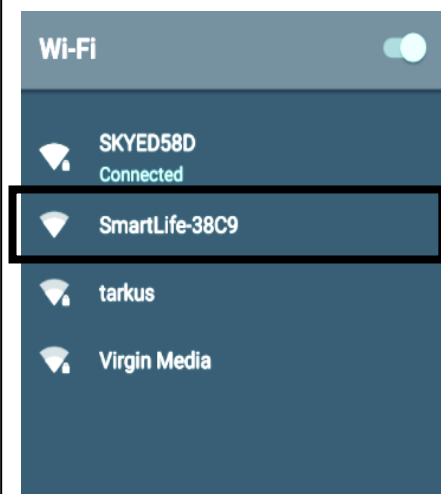 Wi-Fi
SKYED58D
Connected
SmartLife-38C9
tarkus
Virgin Media